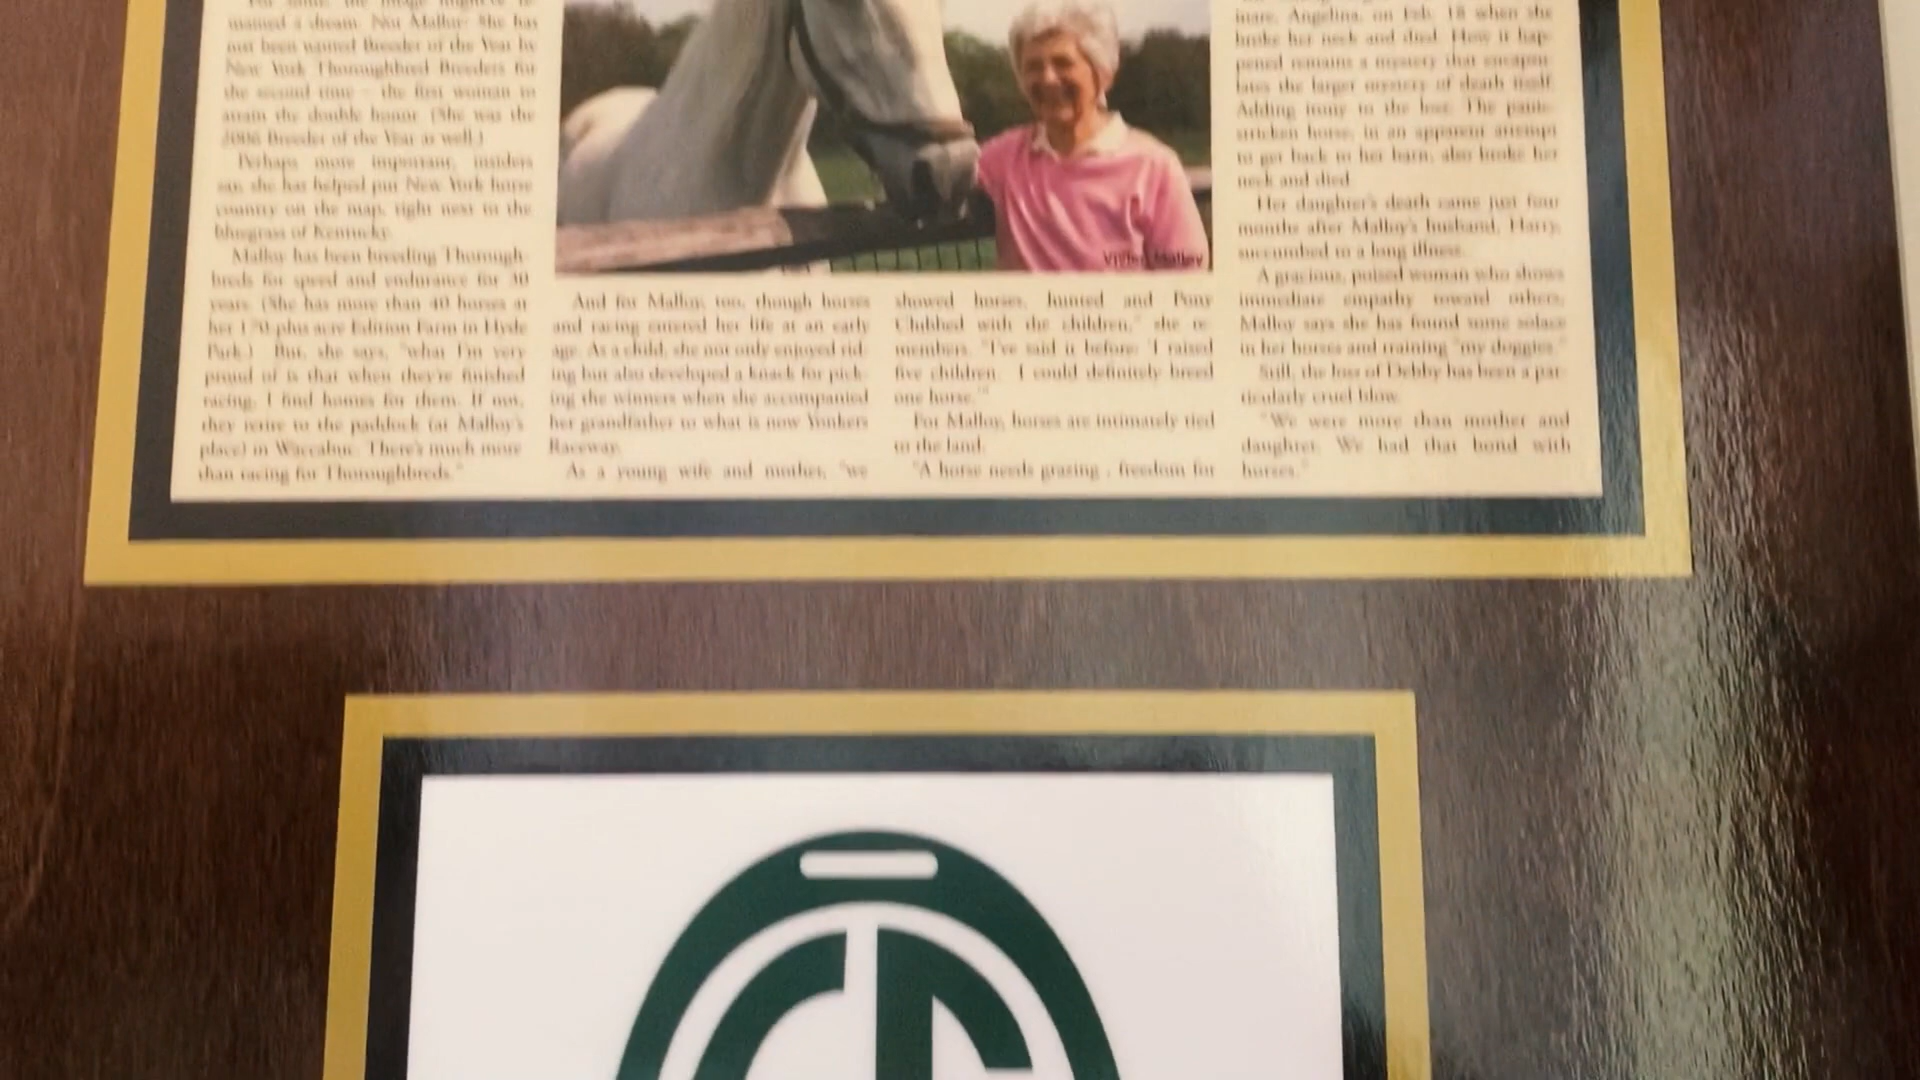 For some, the image might've re-
mained a dream. Not Malloy. She has
just been named Breeder of the Year by
New York Thoroughbred Breeders for
the second time – the first woman to
attain the double honor. (She was the
2006 Breeder of the Year as well.)
Perhaps more important, insiders
say, she has helped put New York horse
country on the map, right next to the
bluegrass of Kentucky.
Malloy has been breeding Thorough-
breds for speed and endurance for 30
years. (She has more than 40 horses at
her 170-plus acre Edition Farm in Hyde
Park.) But, she says, "what I'm very
proud of is that when they're finished
racing, I find homes for them. If not,
they retire to the paddock (at Malloy's
place) in Waccabuc. There's much more
than racing for Thoroughbreds."
Vivien Malloy
And for Malloy, too, though horses
and racing entered her life at an early
age. As a child, she not only enjoyed rid-
ing but also developed a knack for pick-
ing the winners when she accompanied
her grandfather to what is now Yonkers
Raceway.
As a young wife and mother, "we
showed horses, hunted and Pony
Clubbed with the children," she re-
members. "I've said it before: 'I raised
five children. I could definitely breed
one horse.'"
For Malloy, horses are intimately tied
to the land.
"A horse needs grazing , freedom for
mare, Angelina, on Feb. 18 when she
broke her neck and died. How it hap-
pened remains a mystery that encapsu-
lates the larger mystery of death itself.
Adding irony to the loss: The panic-
stricken horse, in an apparent attempt
to get back to her barn, also broke her
neck and died.
Her daughter's death came just four
months after Malloy's husband, Harry,
succumbed to a long illness.
A gracious, poised woman who shows
immediate empathy toward others,
Malloy says she has found some solace
in her horses and training "my doggies."
Still, the loss of Debby has been a par-
ticularly cruel blow.
"We were more than mother and
daughter. We had that bond with
horses."